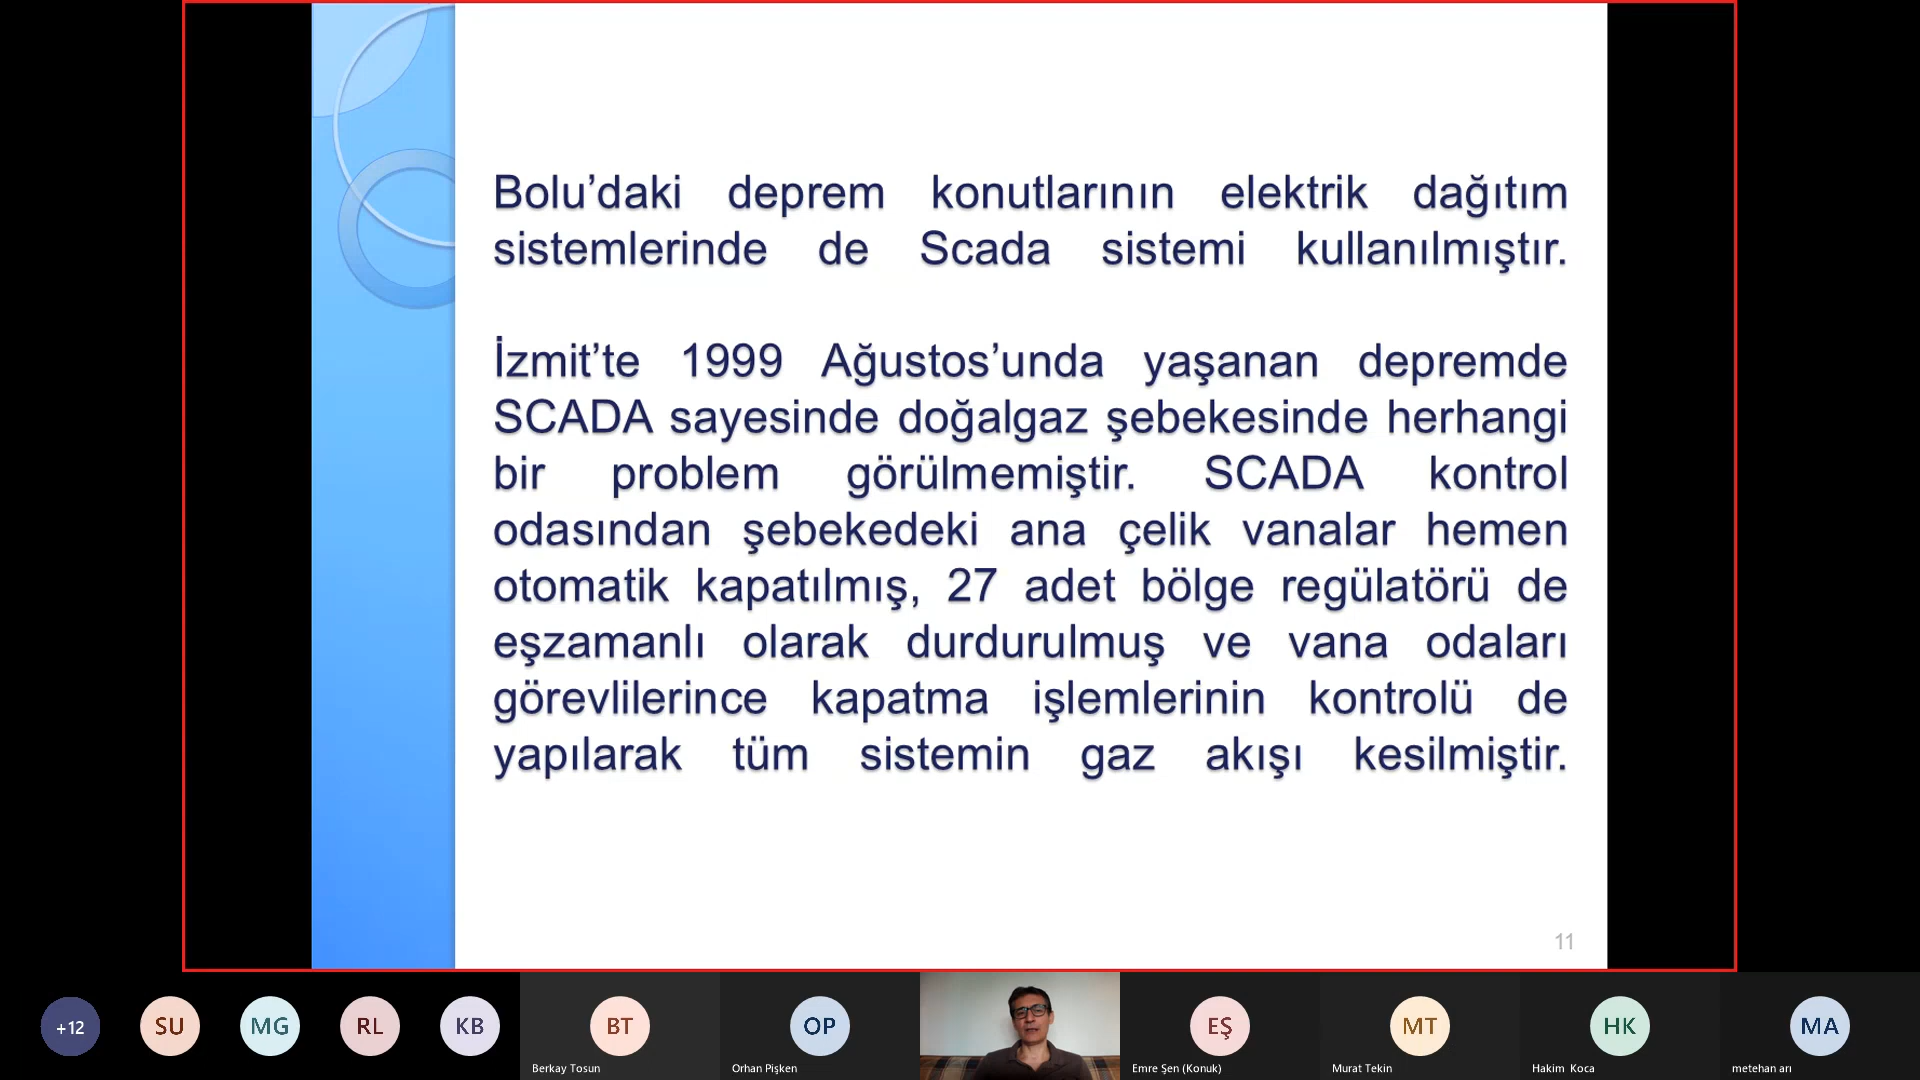 Bolu’daki deprem konutlarının elektrik dağıtım
sistemlerinde de Scada sistemi kullanılmıştır.
İzmit’te 1999 Ağustos’unda yaşanan depremde
SCADA sayesinde doğalgaz şebekesinde herhangi
bir problem görülmemiştir. SCADA kontrol
odasından şebekedeki ana çelik vanalar hemen
otomatik kapatılmış, 27 adet bölge regülatörü de
eşzamanlı olarak durdurulmuş ve vana odaları
görevlilerince kapatma işlemlerinin kontrolü de
yapılarak tüm sistemin gaz akışı kesilmiştir.
11
+12
SU
MG
RL
KB
BT
Berkay Tosun
OP
Orhan Pişken
EŞ
Emre Şen (Konuk)
MT
Murat Tekin
HK
Hakim Koca
MA
metehan arı